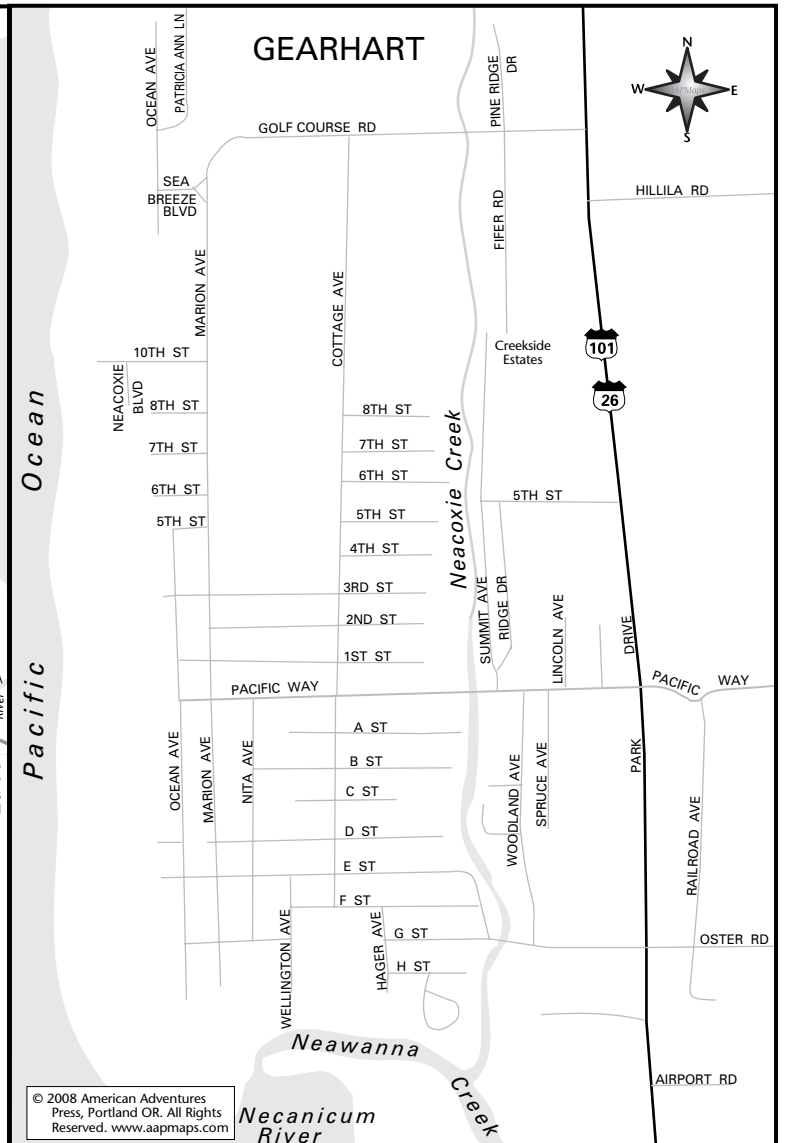 GEARHART
N
W
E
S
AAPMaps
OCEAN AVE
PATRICIA ANN LN
PINE RIDGE
DR
GOLF COURSE RD
SEA
BREEZE
BLVD
HILLILA RD
FIFER RD
MARION AVE
COTTAGE AVE
10TH ST
Creekside
Estates
101
26
NEACOXIE
BLVD
8TH ST
8TH ST
7TH ST
7TH ST
6TH ST
6TH ST
5TH ST
5TH ST
5TH ST
4TH ST
3RD ST
2ND ST
1ST ST
Neacoxie Creek
Pacific Ocean
SUMMIT AVE
RIDGE DR
LINCOLN AVE
DRIVE
PACIFIC WAY
PACIFIC WAY
River
OCEAN AVE
MARION AVE
NITA AVE
A ST
B ST
C ST
D ST
E ST
F ST
G ST
H ST
WOODLAND AVE
SPRUCE AVE
PARK
RAILROAD AVE
OSTER RD
WELLINGTON AVE
HAGER AVE
Neawanna
Creek
AIRPORT RD
Necanicum
River
© 2008 American Adventures
Press, Portland OR. All Rights
Reserved. www.aapmaps.com